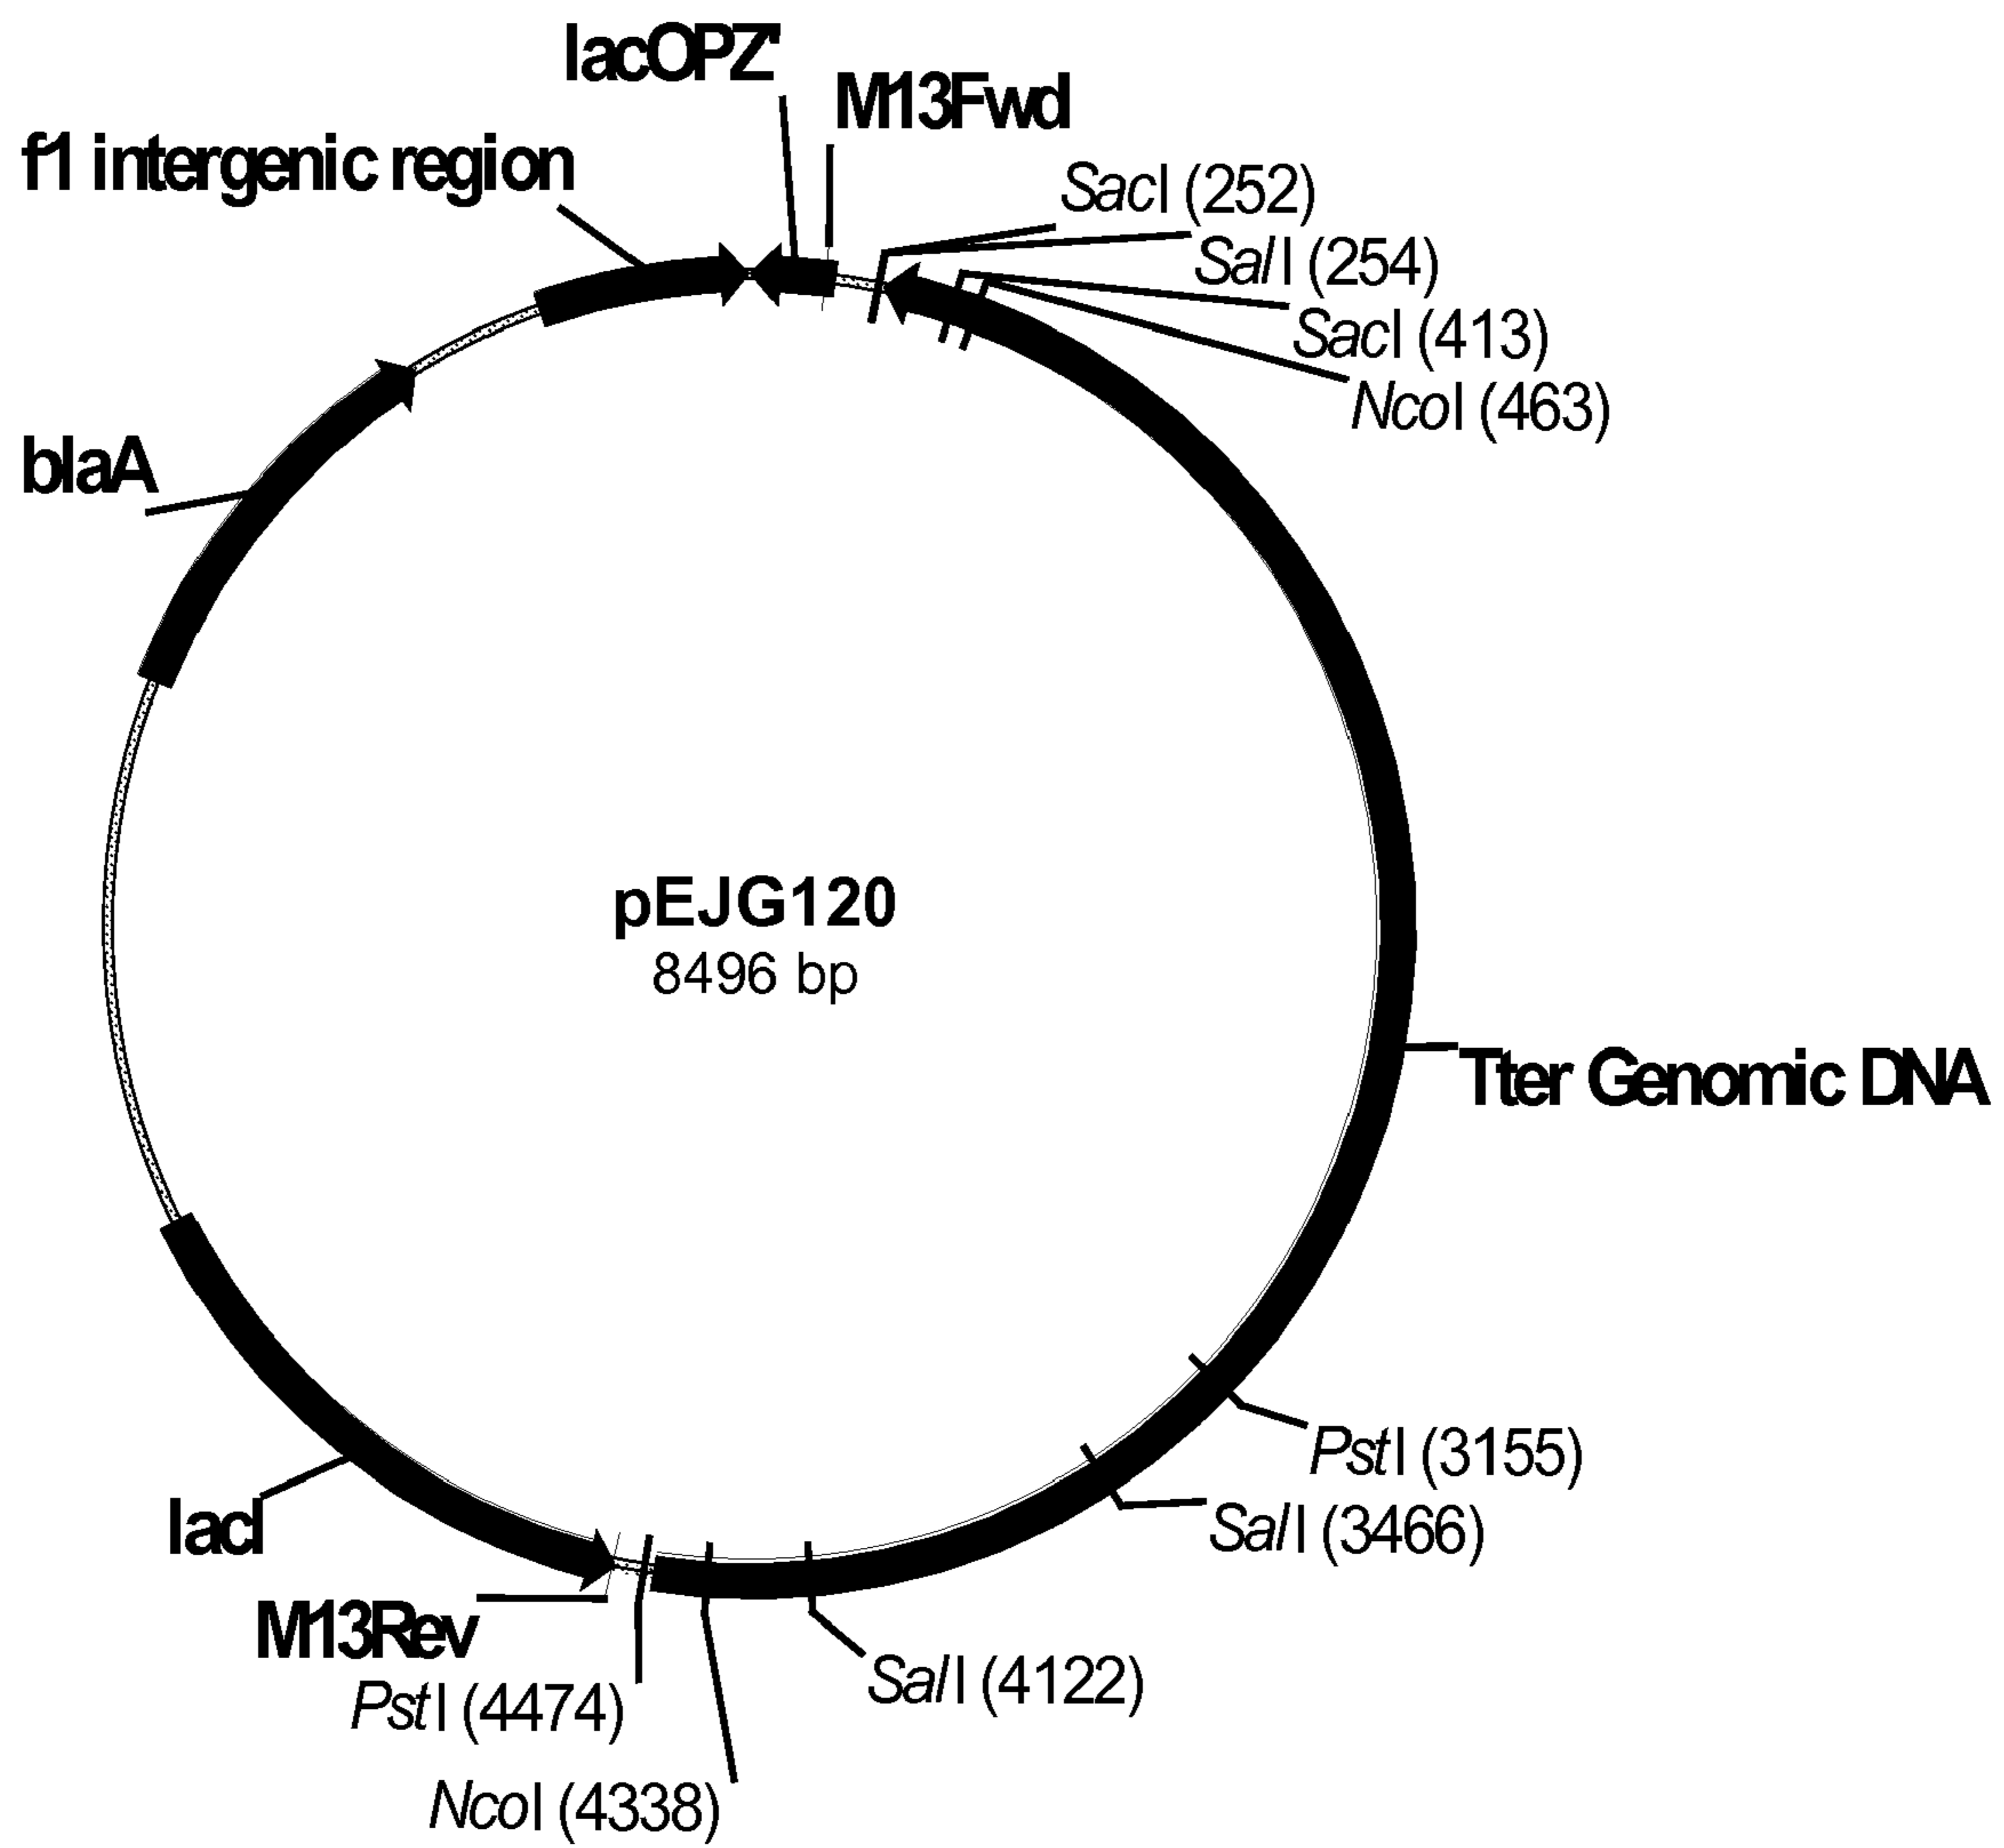 lacOPZ'
M13Fwd
f1 intergenic region
SacI (252)
SalI (254)
SacI (413)
NcoI (463)
blaA
pEJG120
8496 bp
Tter Genomic DNA
PstI (3155)
SalI (3466)
lacI
M13Rev
SalI (4122)
PstI (4474)
NcoI (4338)